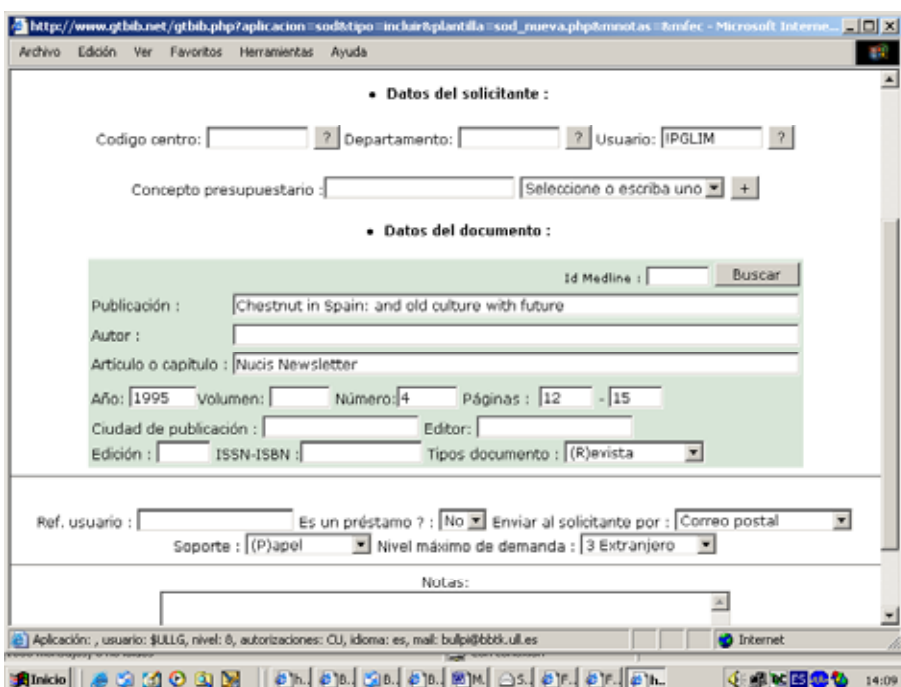 http://www.gtbib.net/gtbib.php?aplicacion=sod&tipo=incluir&plantilla=sod_nueva.php&mnotas=&mfec - Microsoft Interne...
Archivo Edición Ver Favoritos Herramientas Ayuda
• Datos del solicitante :
Codigo centro: ? Departamento: ? Usuario: !PGLIM ?
Concepto presupuestario : Seleccione o escriba uno +
• Datos del documento :
Id Medline : Buscar
Publicación : Chestnut in Spain: and old culture with future
Autor :
Artículo o capítulo : Nucis Newsletter
Año: 1995 Volumen: Número: 4 Páginas : 12 - 15
Ciudad de publicación : Editor:
Edición : ISSN-ISBN : Tipos documento : (R)evista
Ref. usuario : Es un préstamo ? : No Enviar al solicitante por : Correo postal
Soporte : (P)apel Nivel máximo de demanda : 3 Extranjero
Notas:
Aplicación: , usuario: $ULLG, nivel: 8, autorizaciones: CU, idioma: es, mail: bullpi@bbtk.ull.es Internet
Inicio h.. B.. B.. B.. M.. S.. F.. F.. h.. ES 14:09